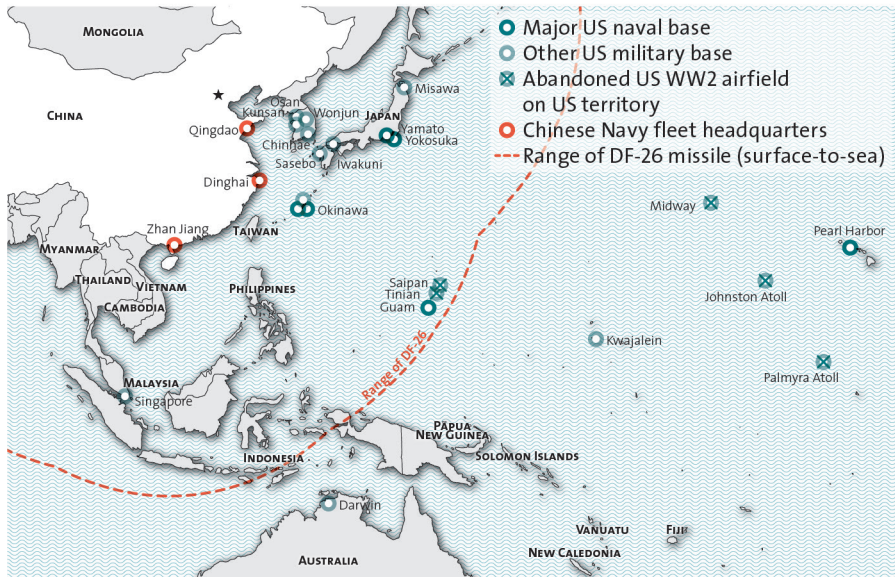 Major US naval base
Other US military base
Abandoned US WW2 airfield
on US territory
Chinese Navy fleet headquarters
Range of DF-26 missile (surface-to-sea)
MONGOLIA
CHINA
Osan
Kunsan
Wonjun
Chinhae
Sasebo
Iwakuni
JAPAN
Misawa
Yamato
Yokosuka
Qingdao
Dinghai
Okinawa
Zhan Jiang
TAIWAN
MYANMAR
THAILAND
VIETNAM
CAMBODIA
PHILIPPINES
Saipan
Tinian
Guam
Range of DF-26
Midway
Pearl Harbor
Johnston Atoll
Kwajalein
Palmyra Atoll
MALAYSIA
Singapore
INDONESIA
PAPUA
NEW GUINEA
SOLOMON ISLANDS
Darwin
AUSTRALIA
VANUATU
FIJI
NEW CALEDONIA